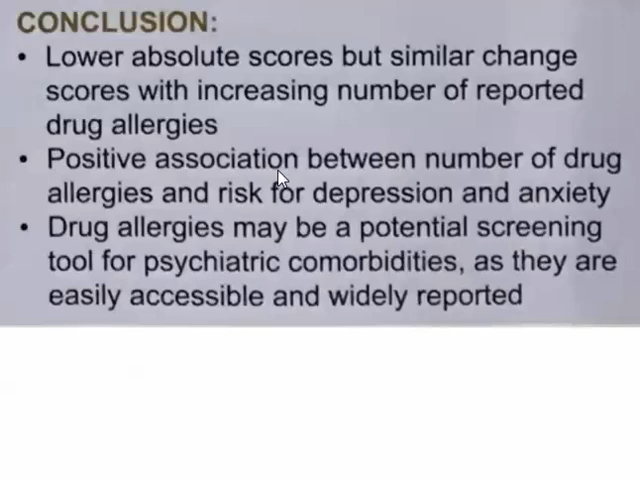 CONCLUSION:
• Lower absolute scores but similar change
scores with increasing number of reported
drug allergies
• Positive association between number of drug
allergies and risk for depression and anxiety
• Drug allergies may be a potential screening
tool for psychiatric comorbidities, as they are
easily accessible and widely reported